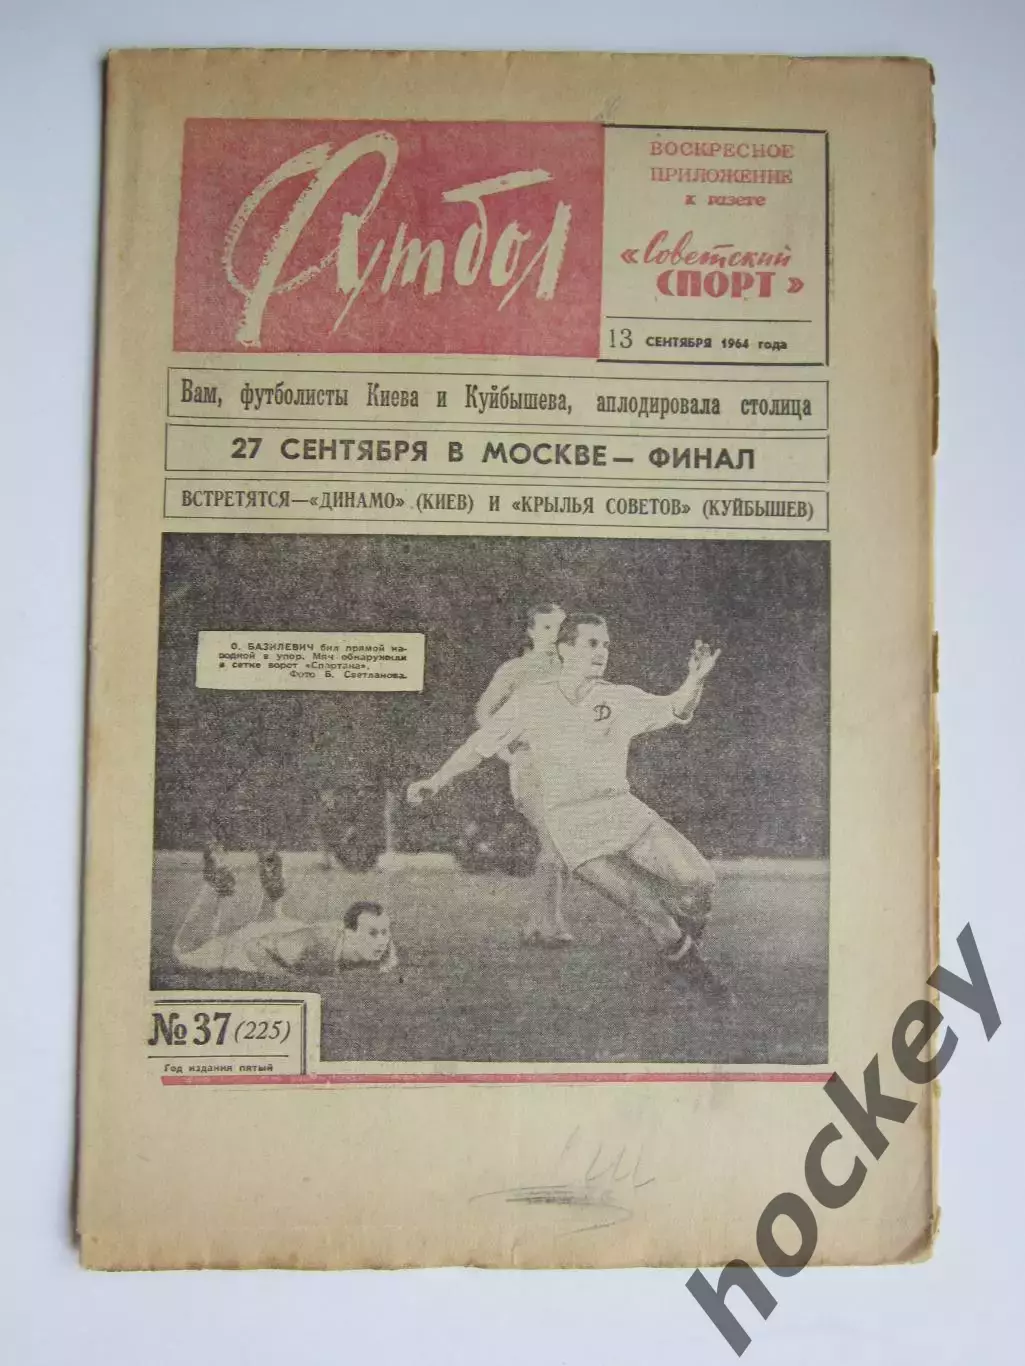 Футбол
ВОСКРЕСНОЕ
ПРИЛОЖЕНИЕ
к газете
«Советский
СПОРТ»
13 СЕНТЯБРЯ 1964 года
Вам, футболисты Киева и Куйбышева, аплодировала столица
27 СЕНТЯБРЯ В МОСКВЕ — ФИНАЛ
ВСТРЕТЯТСЯ—«ДИНАМО» (КИЕВ) И «КРЫЛЬЯ СОВЕТОВ» (КУЙБЫШЕВ)
О. БАЗИЛЕВИЧ бил прямой на-
водкой в упор. Мяч обнаружили
в сетке ворот «Спартака».
Фото Б. Светланова.
Д
№ 37 (225)
Год издания пятый
hockey